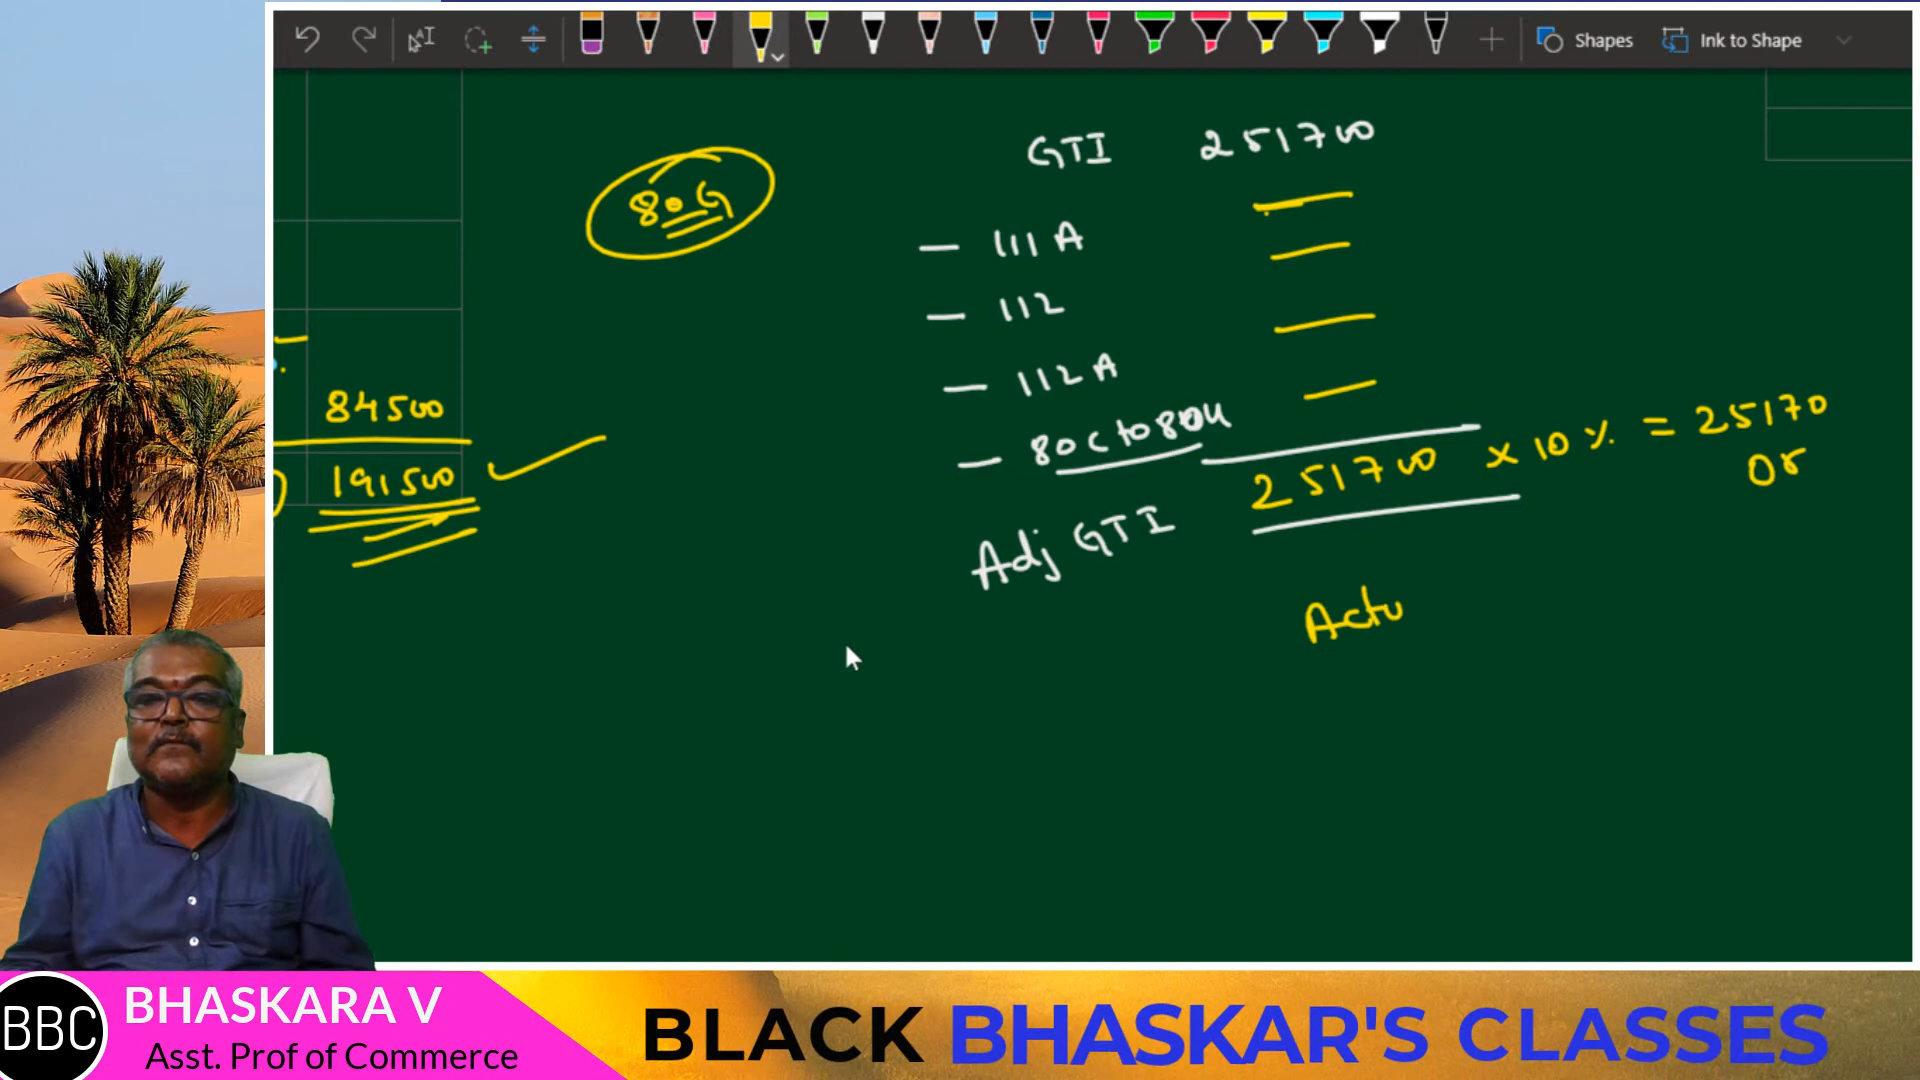 Shapes
Ink to Shape
80G
GTI 251700
— 111A —
— 112 —
— 112A —
— 80C to 80U —
Adj GTI 251700 × 10% = 25170
or
Actu
84500
191500
BBC
BHASKARA V
Asst. Prof of Commerce
BLACK BHASKAR'S CLASSES